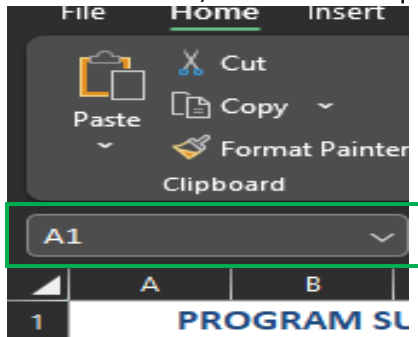 File Home Insert
Cut
Copy
Paste
Format Painter
Clipboard
A1
A B
1 PROGRAM SU